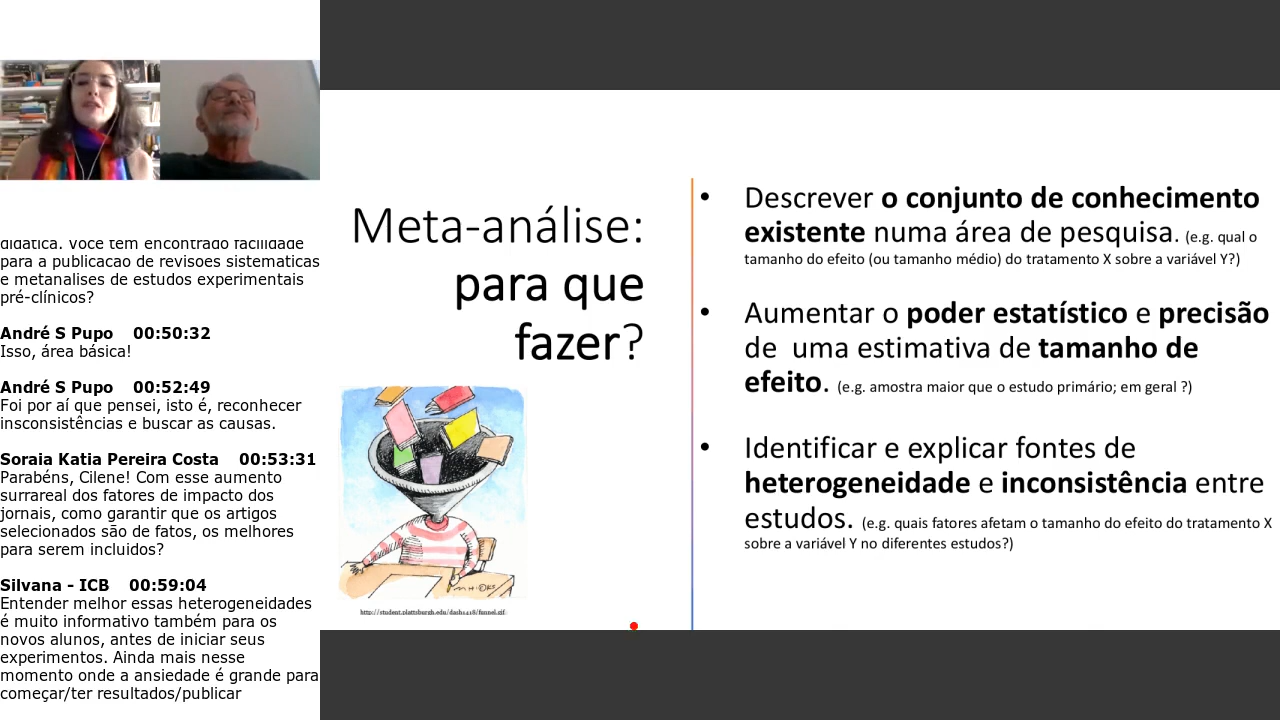 didática. Você tem encontrado facilidade
para a publicacao de revisoes sistematicas
e metanalises de estudos experimentais
pré-clínicos?
André S Pupo 00:50:32
Isso, área básica!
André S Pupo 00:52:49
Foi por aí que pensei, isto é, reconhecer
insconsistências e buscar as causas.
Soraia Katia Pereira Costa 00:53:31
Parabéns, Cilene! Com esse aumento
surrareal dos fatores de impacto dos
jornais, como garantir que os artigos
selecionados são de fatos, os melhores
para serem incluidos?
Silvana - ICB 00:59:04
Entender melhor essas heterogeneidades
é muito informativo também para os
novos alunos, antes de iniciar seus
experimentos. Ainda mais nesse
momento onde a ansiedade é grande para
começar/ter resultados/publicar
Meta-análise:
para que
fazer?
http://student.plattsburgh.edu/dash1418/funnel.gif
• Descrever o conjunto de conhecimento
existente numa área de pesquisa. (e.g. qual o
tamanho do efeito (ou tamanho médio) do tratamento X sobre a variável Y?)
• Aumentar o poder estatístico e precisão
de uma estimativa de tamanho de
efeito. (e.g. amostra maior que o estudo primário; em geral ?)
• Identificar e explicar fontes de
heterogeneidade e inconsistência entre
estudos. (e.g. quais fatores afetam o tamanho do efeito do tratamento X
sobre a variável Y no diferentes estudos?)